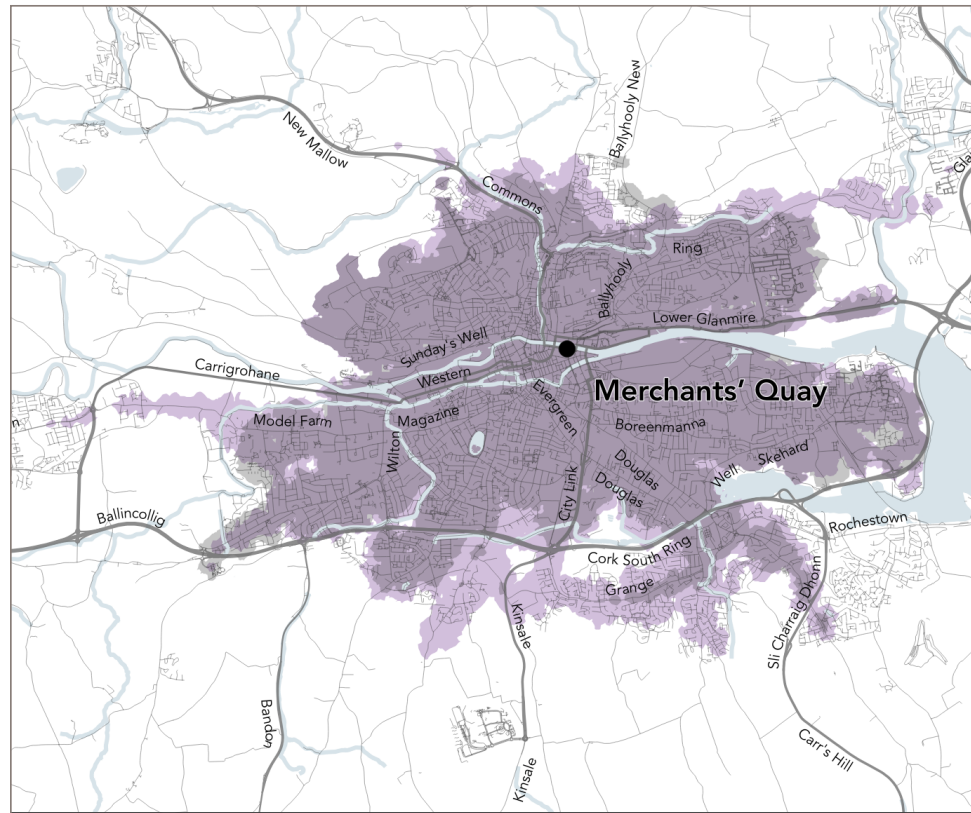 Ballyhooly New
New Mallow
Gla
Commons
Ring
Ballyhooly
Lower Glanmire
Sunday's Well
Carrigrohane
Western
Merchants' Quay
Evergreen
Model Farm
Magazine
Boreenmanna
n
Wilton
Douglas
Skehard
Well
Douglas
City Link
Ballincollig
Rochestown
Cork South Ring
Grange
Kinsale
Sli Charraig Dhonn
Bandon
Carr's Hill
Kinsale